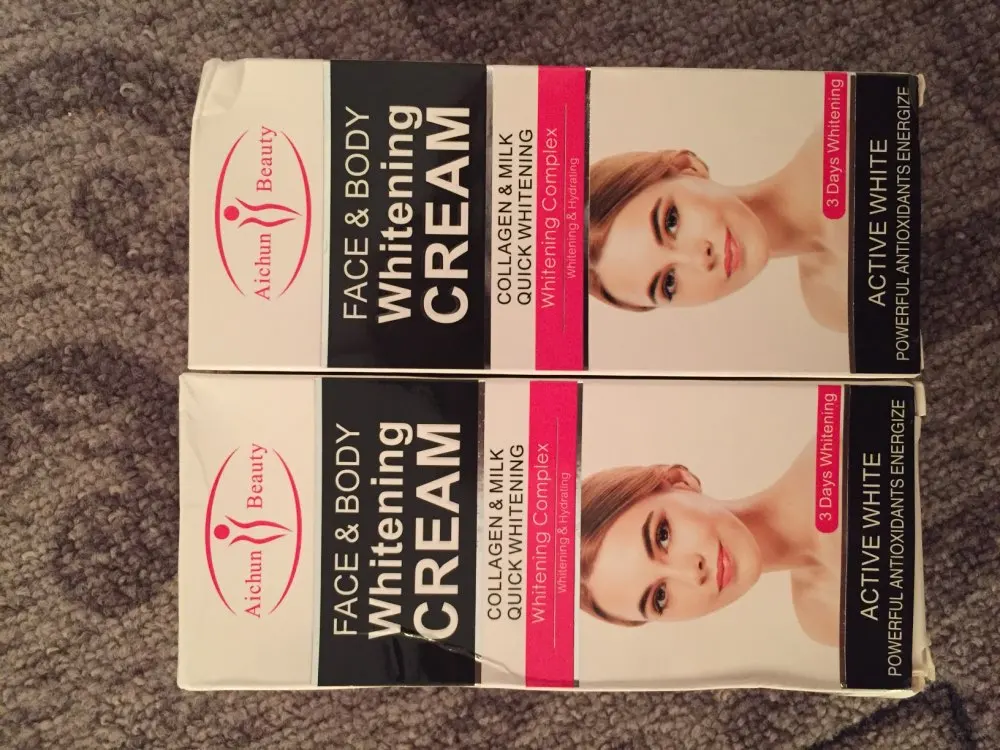 Aichun Beauty
FACE & BODY
Whitening
CREAM
COLLAGEN & MILK
QUICK WHITENING
Whitening Complex
Whitening & Hydrating
3 Days Whitening
ACTIVE WHITE
POWERFUL ANTIOXIDANTS ENERGIZE
Aichun Beauty
FACE & BODY
Whitening
CREAM
COLLAGEN & MILK
QUICK WHITENING
Whitening Complex
Whitening & Hydrating
3 Days Whitening
ACTIVE WHITE
POWERFUL ANTIOXIDANTS ENERGIZE